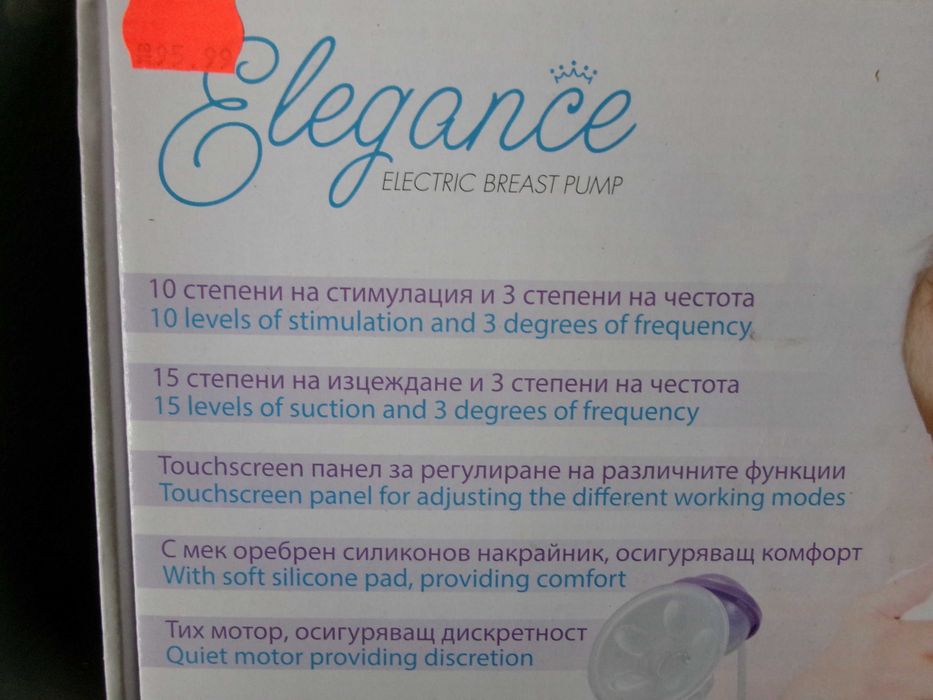 95.99
Elegance
ELECTRIC BREAST PUMP
10 степени на стимулация и 3 степени на честота
10 levels of stimulation and 3 degrees of frequency
15 степени на изцеждане и 3 степени на честота
15 levels of suction and 3 degrees of frequency
Touchscreen панел за регулиране на различните функции
Touchscreen panel for adjusting the different working modes
С мек оребрен силиконов накрайник, осигуряващ комфорт
With soft silicone pad, providing comfort
Тих мотор, осигуряващ дискретност
Quiet motor providing discretion